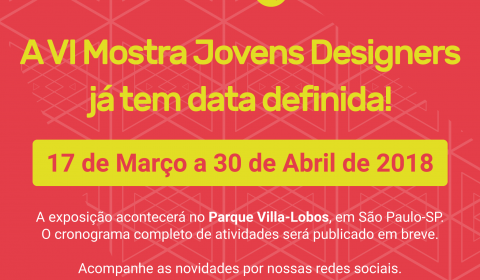 A VI Mostra Jovens Designers
já tem data definida!
17 de Março a 30 de Abril de 2018
A exposição acontecerá no Parque Villa-Lobos, em São Paulo-SP.
O cronograma completo de atividades será publicado em breve.
Acompanhe as novidades por nossas redes sociais.